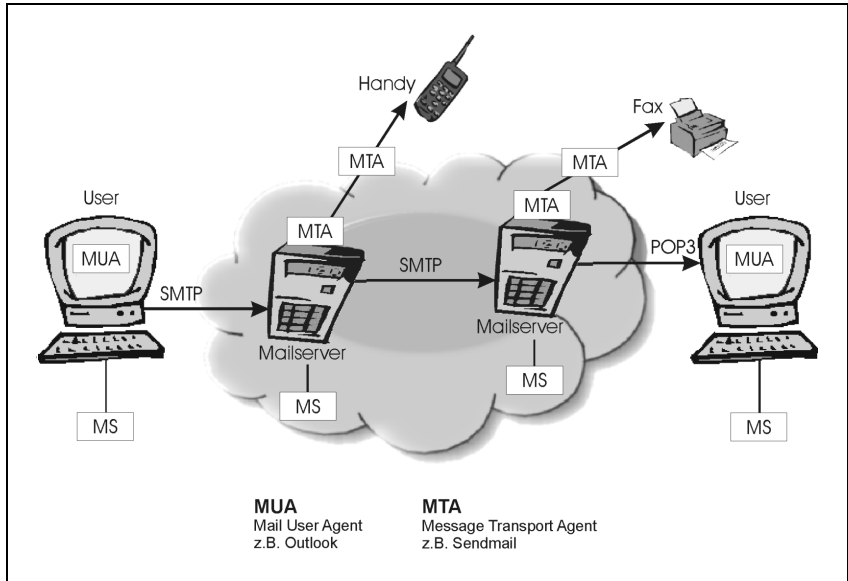 Handy
Fax
MTA
MTA
User
MTA
MTA
User
MUA
SMTP
SMTP
POP3
MUA
Mailserver
Mailserver
MS
MS
MS
MS
MUA
Mail User Agent
z.B. Outlook
MTA
Message Transport Agent
z.B. Sendmail